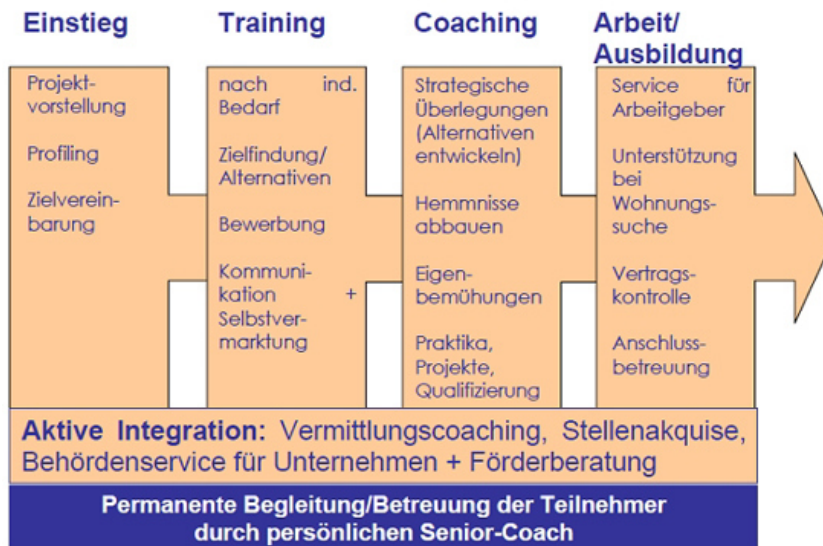 Einstieg
Projekt-
vorstellung
Profiling
Zielverein-
barung
Training
nach ind.
Bedarf
Zielfindung/
Alternativen
Bewerbung
Kommuni-
kation +
Selbstver-
marktung
Coaching
Strategische
Überlegungen
(Alternativen
entwickeln)
Hemmnisse
abbauen
Eigen-
bemühungen
Praktika,
Projekte,
Qualifizierung
Arbeit/
Ausbildung
Service für
Arbeitgeber
Unterstützung
bei
Wohnungs-
suche
Vertrags-
kontrolle
Anschluss-
betreuung
Aktive Integration: Vermittlungscoaching, Stellenakquise,
Behördenservice für Unternehmen + Förderberatung
Permanente Begleitung/Betreuung der Teilnehmer
durch persönlichen Senior-Coach